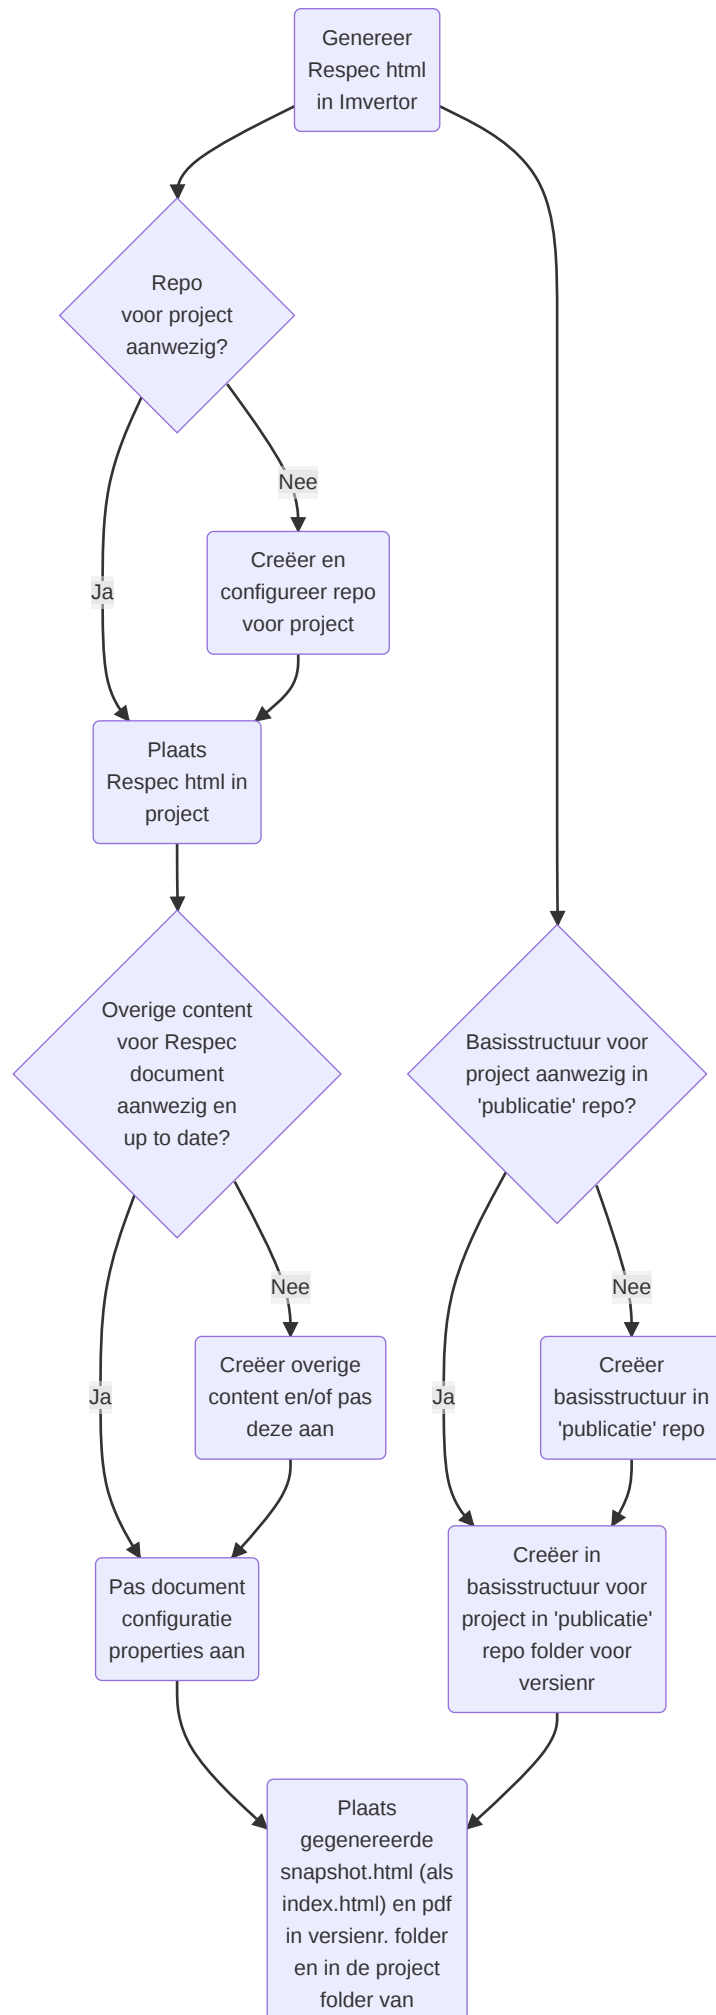 Genereer
Respec html
in Imvertor
Repo
voor project
aanwezig?
Nee
Creëer en
configureer repo
voor project
Ja
Plaats
Respec html in
project
Overige content
voor Respec
document
aanwezig en
up to date?
Basisstructuur voor
project aanwezig in
'publicatie' repo?
Nee
Nee
Creëer overige
content en/of pas
deze aan
Creëer
basisstructuur in
'publicatie' repo
Ja
Ja
Pas document
configuratie
properties aan
Creëer in
basisstructuur voor
project in 'publicatie'
repo folder voor
versienr
Plaats
gegenereerde
snapshot.html (als
index.html) en pdf
in versienr. folder
en in de project
folder van